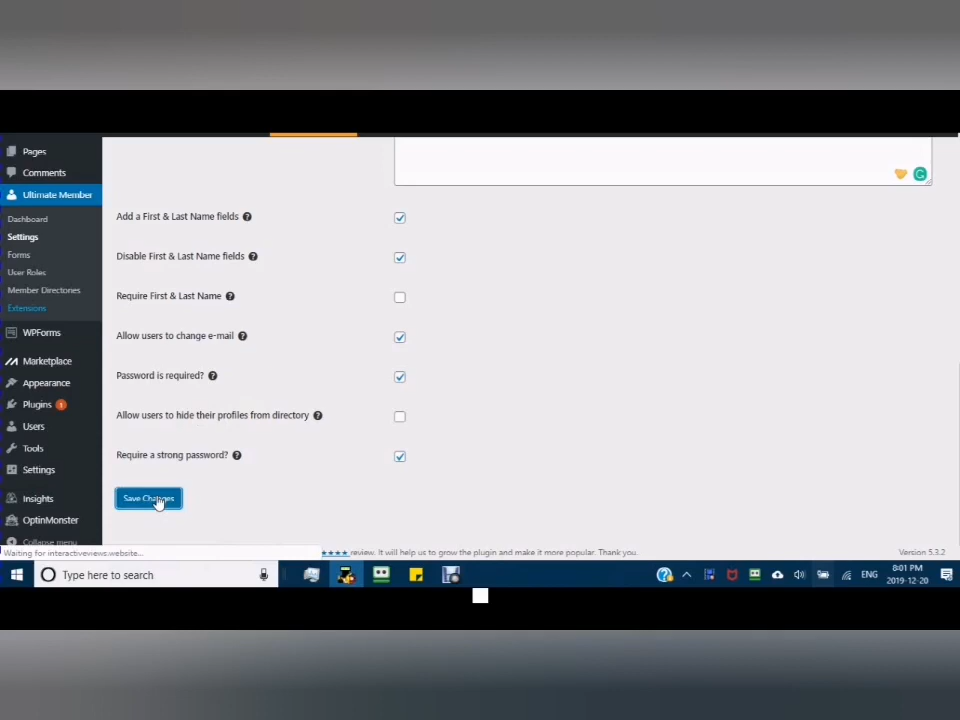 Pages
Comments
Ultimate Member
Dashboard
Settings
Forms
User Roles
Member Directories
Extensions
WPForms
Marketplace
Appearance
Plugins 1
Users
Tools
Settings
Insights
OptinMonster
Collapse menu
Add a First & Last Name fields
Disable First & Last Name fields
Require First & Last Name
Allow users to change e-mail
Password is required?
Allow users to hide their profiles from directory
Require a strong password?
Save Changes
Waiting for interactiveviews.website...
★★★★ review. It will help us to grow the plugin and make it more popular. Thank you.
Version 5.3.2
Type here to search
ENG
8:01 PM
2019-12-20